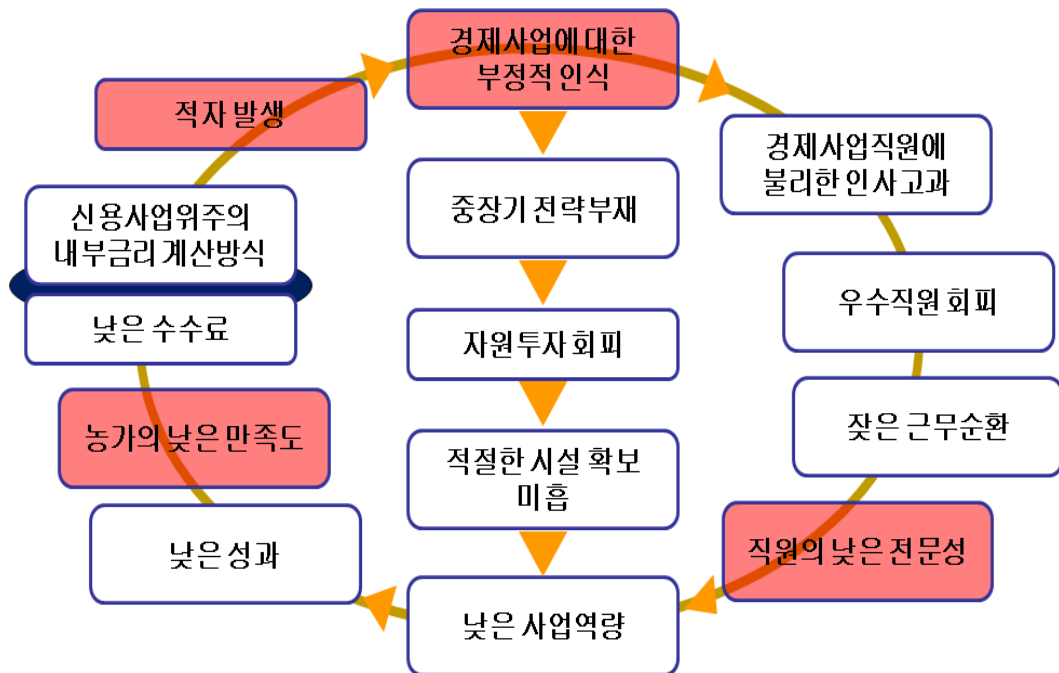 경제사업에 대한
부정적 인식
적자 발생
경제사업직원에
불리한 인사고과
중장기 전략부재
신용사업위주의
내부금리 계산방식
우수직원 회피
낮은 수수료
자원투자 회피
농가의 낮은 만족도
잦은 근무순환
적절한 시설 확보
미흡
낮은 성과
직원의 낮은 전문성
낮은 사업역량